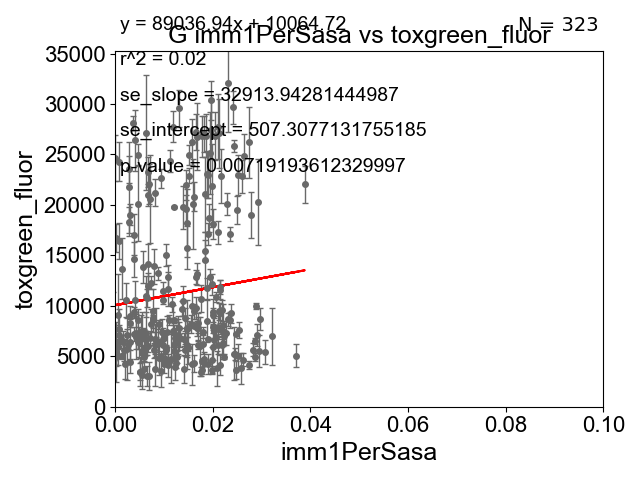 y = 89036.94x + 10064.72
N = 323
G imm1PerSasa vs toxgreen_fluor
r^2 = 0.02
se_slope = 32913.94281444987
se_intercept = 507.3077131755185
p-value = 0.00719193612329997
35000
30000
25000
20000
15000
10000
5000
0
toxgreen_fluor
0.00
0.02
0.04
0.06
0.08
0.10
imm1PerSasa